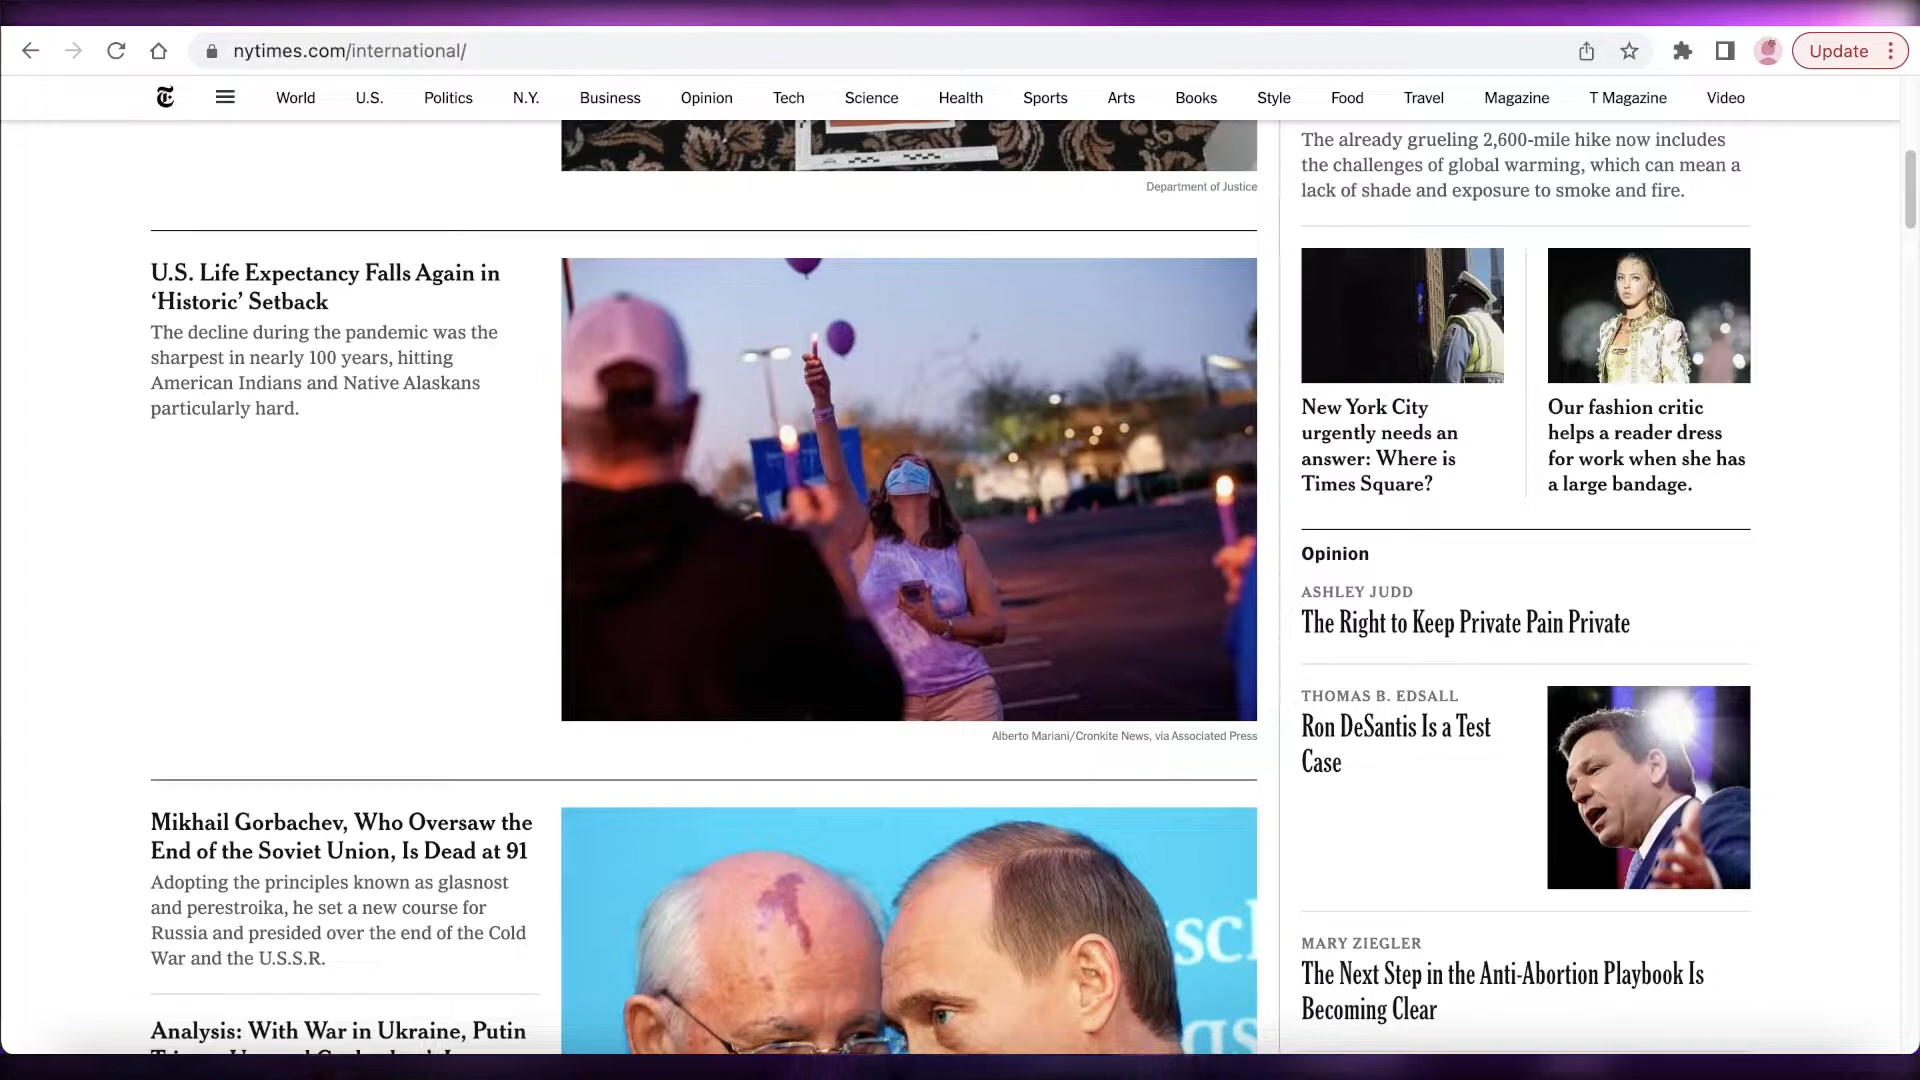 nytimes.com/international/
Update
World U.S. Politics N.Y. Business Opinion Tech Science Health Sports Arts Books Style Food Travel Magazine T Magazine Video
Department of Justice
U.S. Life Expectancy Falls Again in
‘Historic’ Setback
The decline during the pandemic was the
sharpest in nearly 100 years, hitting
American Indians and Native Alaskans
particularly hard.
Alberto Mariani/Cronkite News, via Associated Press
Mikhail Gorbachev, Who Oversaw the
End of the Soviet Union, Is Dead at 91
Adopting the principles known as glasnost
and perestroika, he set a new course for
Russia and presided over the end of the Cold
War and the U.S.S.R.
Analysis: With War in Ukraine, Putin
The already grueling 2,600-mile hike now includes
the challenges of global warming, which can mean a
lack of shade and exposure to smoke and fire.
New York City
urgently needs an
answer: Where is
Times Square?
Our fashion critic
helps a reader dress
for work when she has
a large bandage.
Opinion
ASHLEY JUDD
The Right to Keep Private Pain Private
THOMAS B. EDSALL
Ron DeSantis Is a Test
Case
MARY ZIEGLER
The Next Step in the Anti-Abortion Playbook Is
Becoming Clear